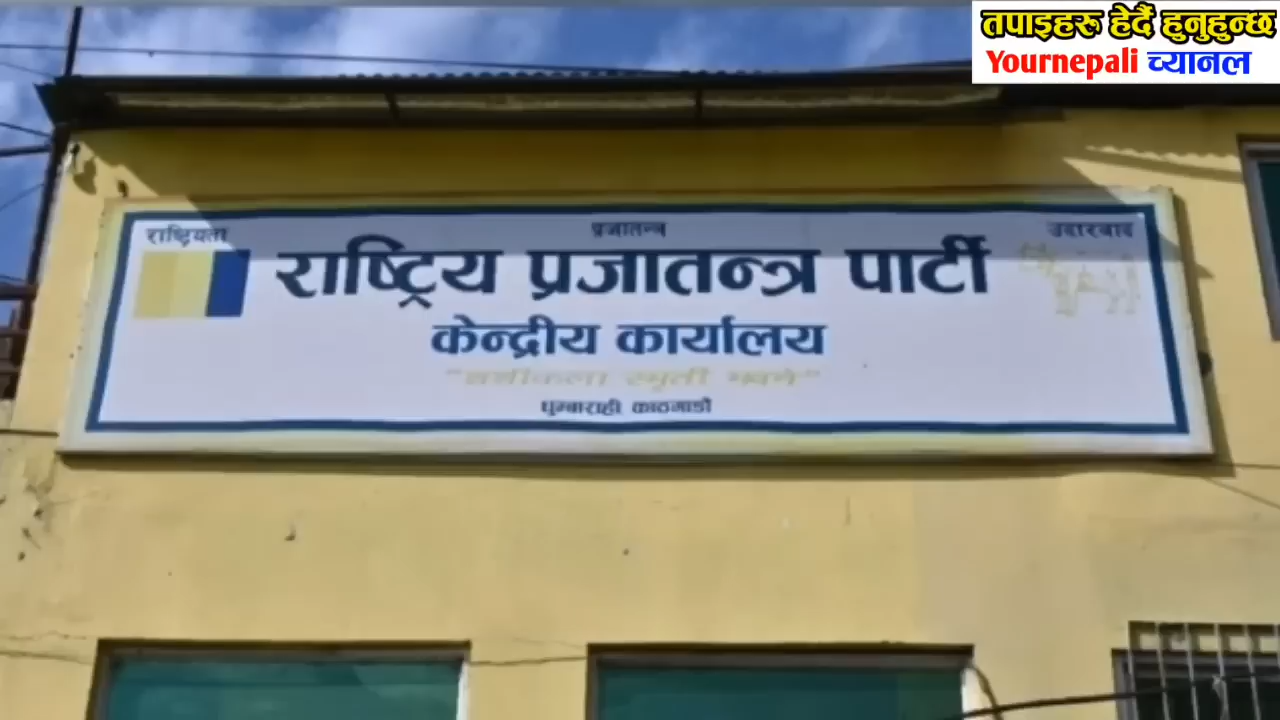 तपाइहरु हेर्दै हुनुहुन्छ
Yournepali च्यानल
राष्ट्रियता प्रजातन्त्र उदारवाद
राष्ट्रिय प्रजातन्त्र पार्टी
केन्द्रीय कार्यालय
धूम्बाराही काठमाडौं